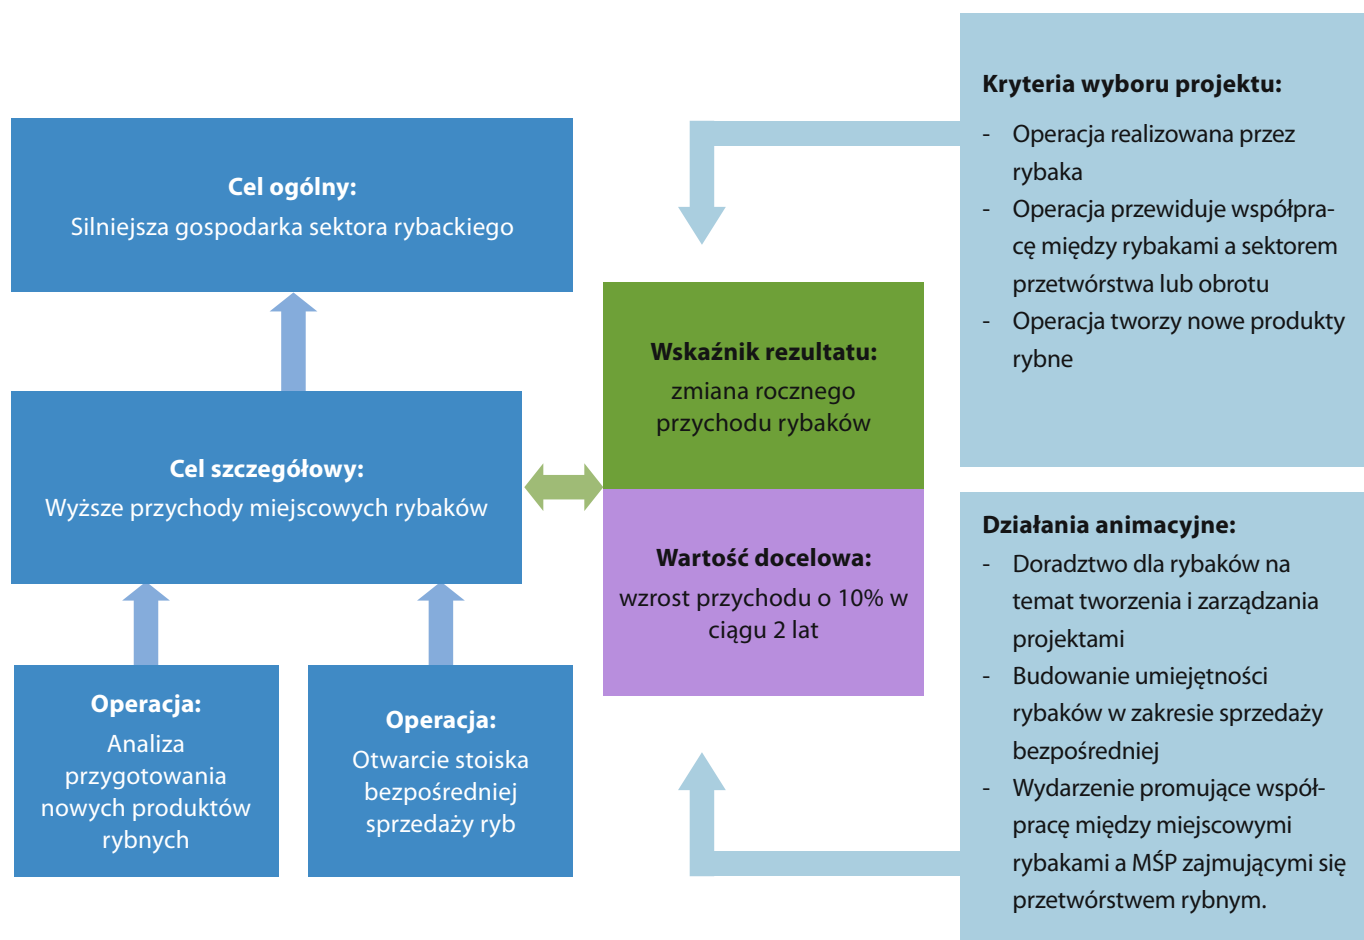 Cel ogólny:
Silniejsza gospodarka sektora rybackiego
Cel szczegółowy:
Wyższe przychody miejscowych rybaków
Operacja:
Analiza
przygotowania
nowych produktów
rybnych
Operacja:
Otwarcie stoiska
bezpośredniej
sprzedaży ryb
Wskaźnik rezultatu:
zmiana rocznego
przychodu rybaków
Wartość docelowa:
wzrost przychodu o 10% w
ciągu 2 lat
Kryteria wyboru projektu:
- Operacja realizowana przez
rybaka
- Operacja przewiduje współpra-
cę między rybakami a sektorem
przetwórstwa lub obrotu
- Operacja tworzy nowe produkty
rybne
Działania animacyjne:
- Doradztwo dla rybaków na
temat tworzenia i zarządzania
projektami
- Budowanie umiejętności
rybaków w zakresie sprzedaży
bezpośredniej
- Wydarzenie promujące współ-
pracę między miejscowymi
rybakami a MŚP zajmującymi się
przetwórstwem rybnym.